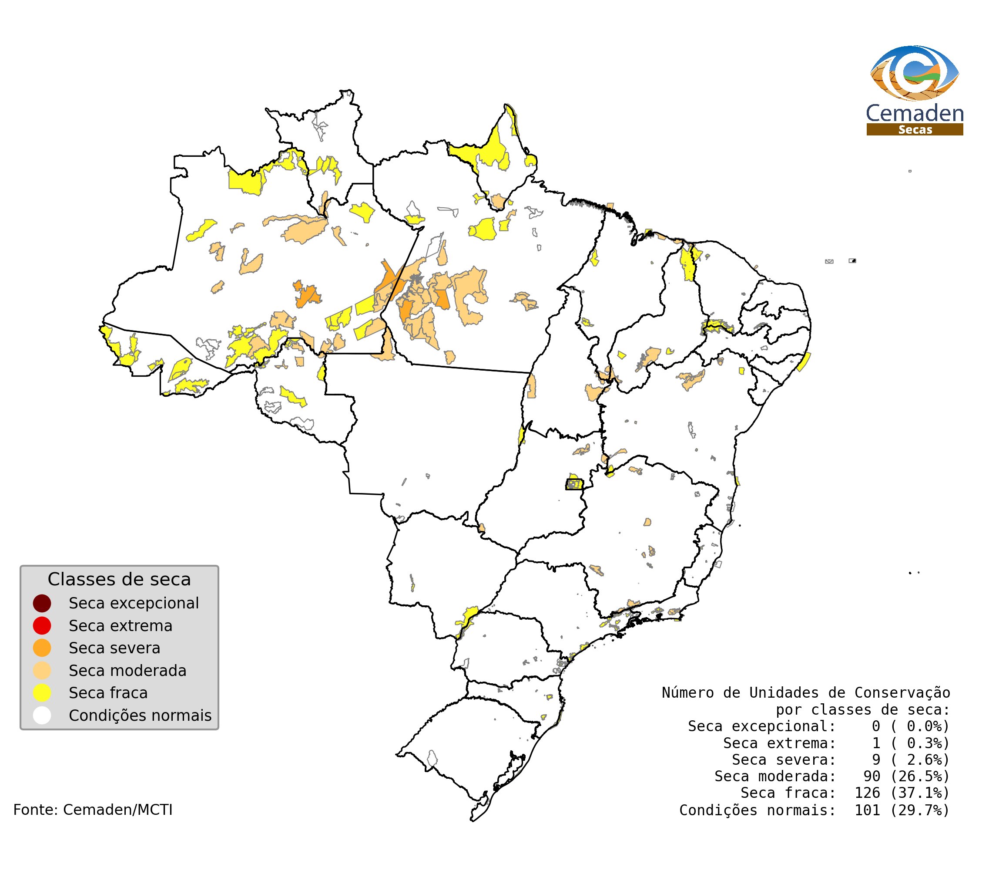 Cemaden
Secas
Classes de seca
Seca excepcional
Seca extrema
Seca severa
Seca moderada
Seca fraca
Condições normais
Número de Unidades de Conservação
por classes de seca:
Seca excepcional: 0 ( 0.0%)
Seca extrema: 1 ( 0.3%)
Seca severa: 9 ( 2.6%)
Seca moderada: 90 (26.5%)
Seca fraca: 126 (37.1%)
Condições normais: 101 (29.7%)
Fonte: Cemaden/MCTI